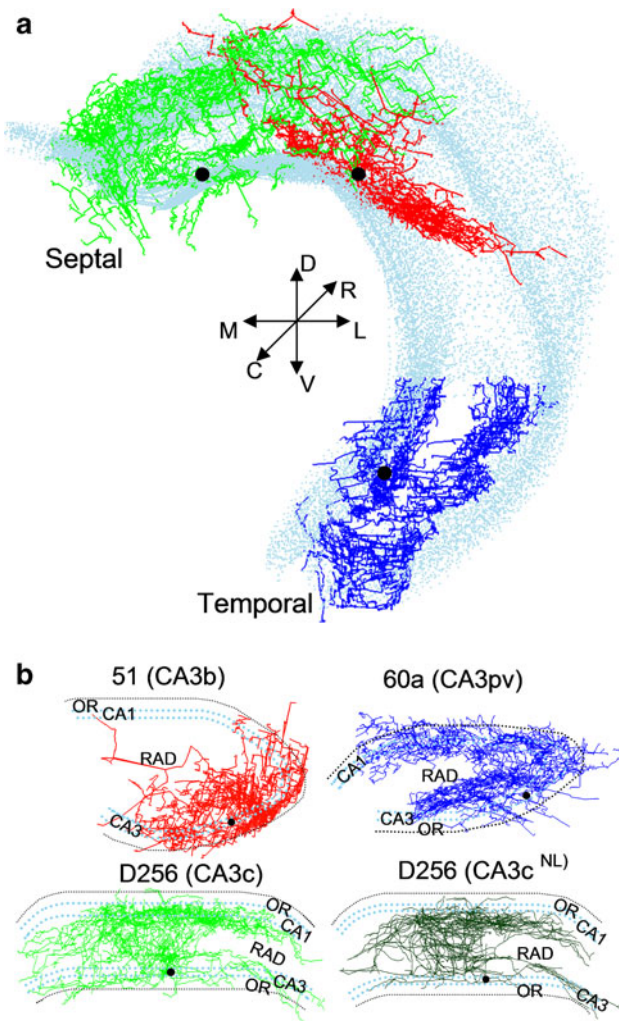 a
Septal
D
R
M
L
C
V
Temporal
b
51 (CA3b)
60a (CA3pv)
OR
CA1
RAD
CA3
CA1
RAD
CA3
OR
D256 (CA3c)
D256 (CA3c NL)
OR
CA1
RAD
CA3
OR
OR
CA1
RAD
CA3
OR